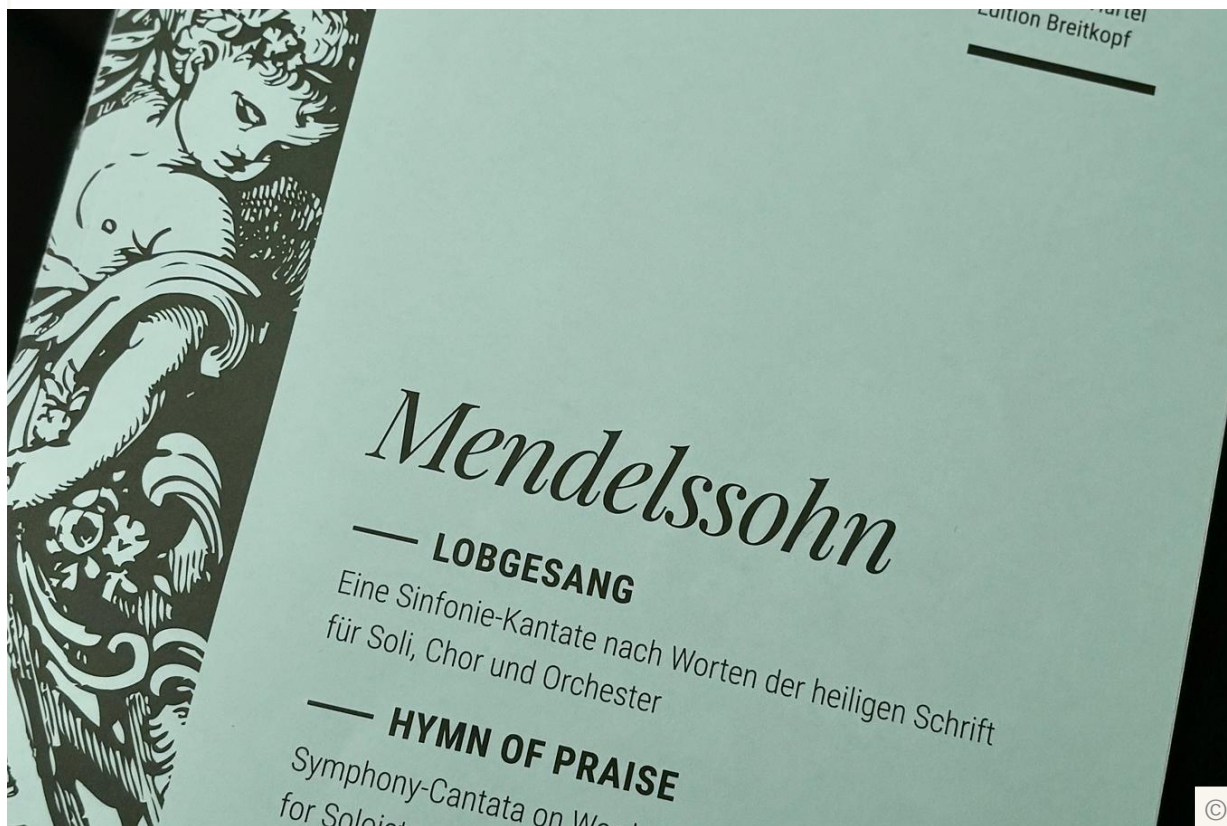 Edition Breitkopf
Mendelssohn
LOBGESANG
Eine Sinfonie-Kantate nach Worten der heiligen Schrift
für Soli, Chor und Orchester
HYMN OF PRAISE
Symphony-Cantata on
for
©